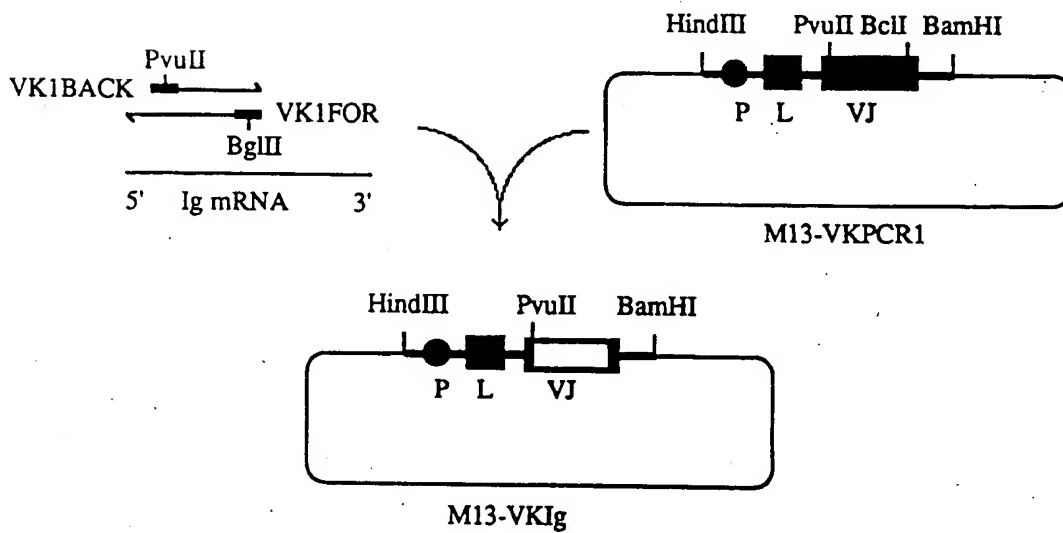 PvuII
VK1BACK
VK1FOR
BglII
5' Ig mRNA 3'
HindIII PvuII BclI BamHI
P L VJ
M13-VKPCR1
HindIII PvuII BamHI
P L VJ
M13-VKIg